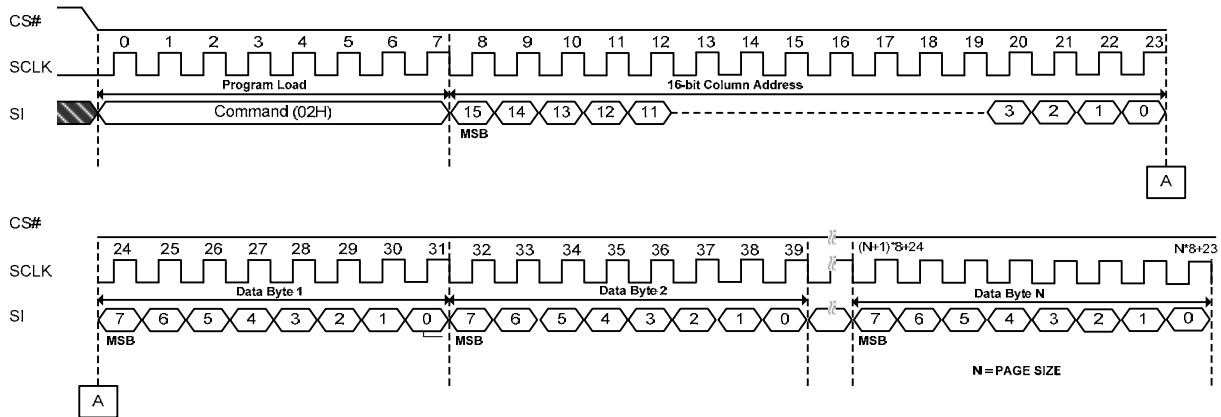 CS#
0 1 2 3 4 5 6 7 8 9 10 11 12 13 14 15 16 17 18 19 20 21 22 23
SCLK
Program Load 16-bit Column Address
SI Command (02H) 15 14 13 12 11 3 2 1 0
MSB
A
CS#
24 25 26 27 28 29 30 31 32 33 34 35 36 37 38 39 (N+1)*8+24 N*8+23
SCLK
Data Byte 1 Data Byte 2 Data Byte N
SI 7 6 5 4 3 2 1 0 7 6 5 4 3 2 1 0 7 6 5 4 3 2 1 0
MSB MSB MSB
N = PAGE SIZE
A